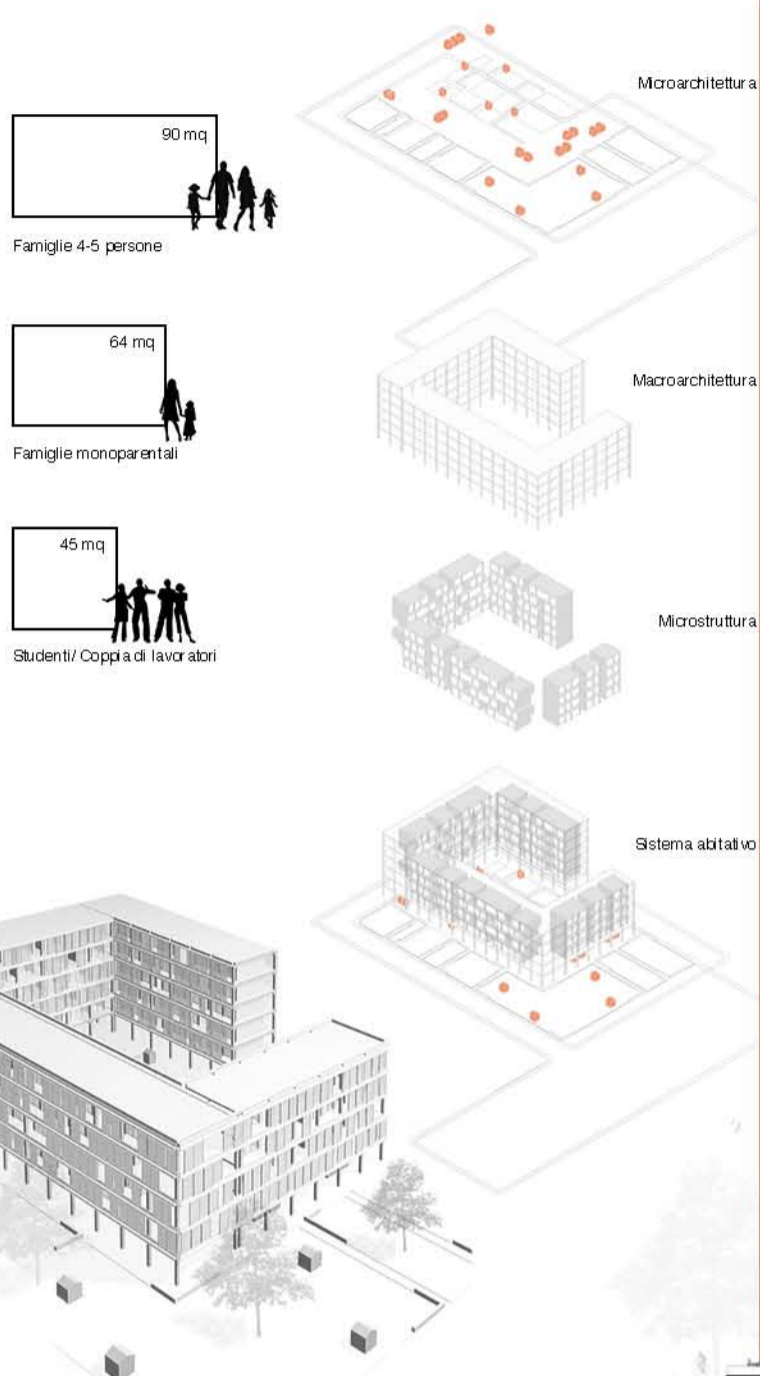 90 mq
Famiglie 4-5 persone
64 mq
Famiglie monoparentali
45 mq
Studenti/ Coppia di lavoratori
Microarchitettura
Macroarchitettura
Microstruttura
Sistema abitativo